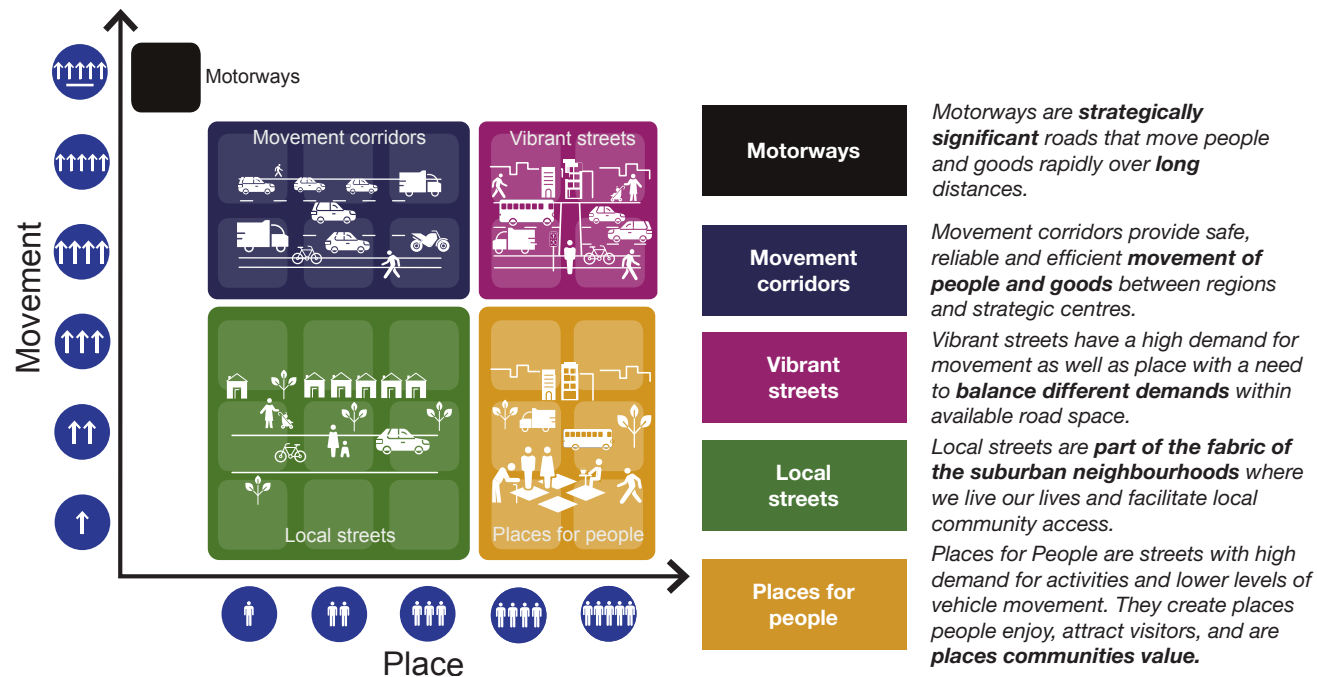 Movement
Place
Motorways
Movement corridors
Vibrant streets
Local streets
Places for people
Motorways
Motorways are strategically
significant roads that move people
and goods rapidly over long
distances.
Movement
corridors
Movement corridors provide safe,
reliable and efficient movement of
people and goods between regions
and strategic centres.
Vibrant
streets
Vibrant streets have a high demand for
movement as well as place with a need
to balance different demands within
available road space.
Local
streets
Local streets are part of the fabric of
the suburban neighbourhoods where
we live our lives and facilitate local
community access.
Places for
people
Places for People are streets with high
demand for activities and lower levels of
vehicle movement. They create places
people enjoy, attract visitors, and are
places communities value.